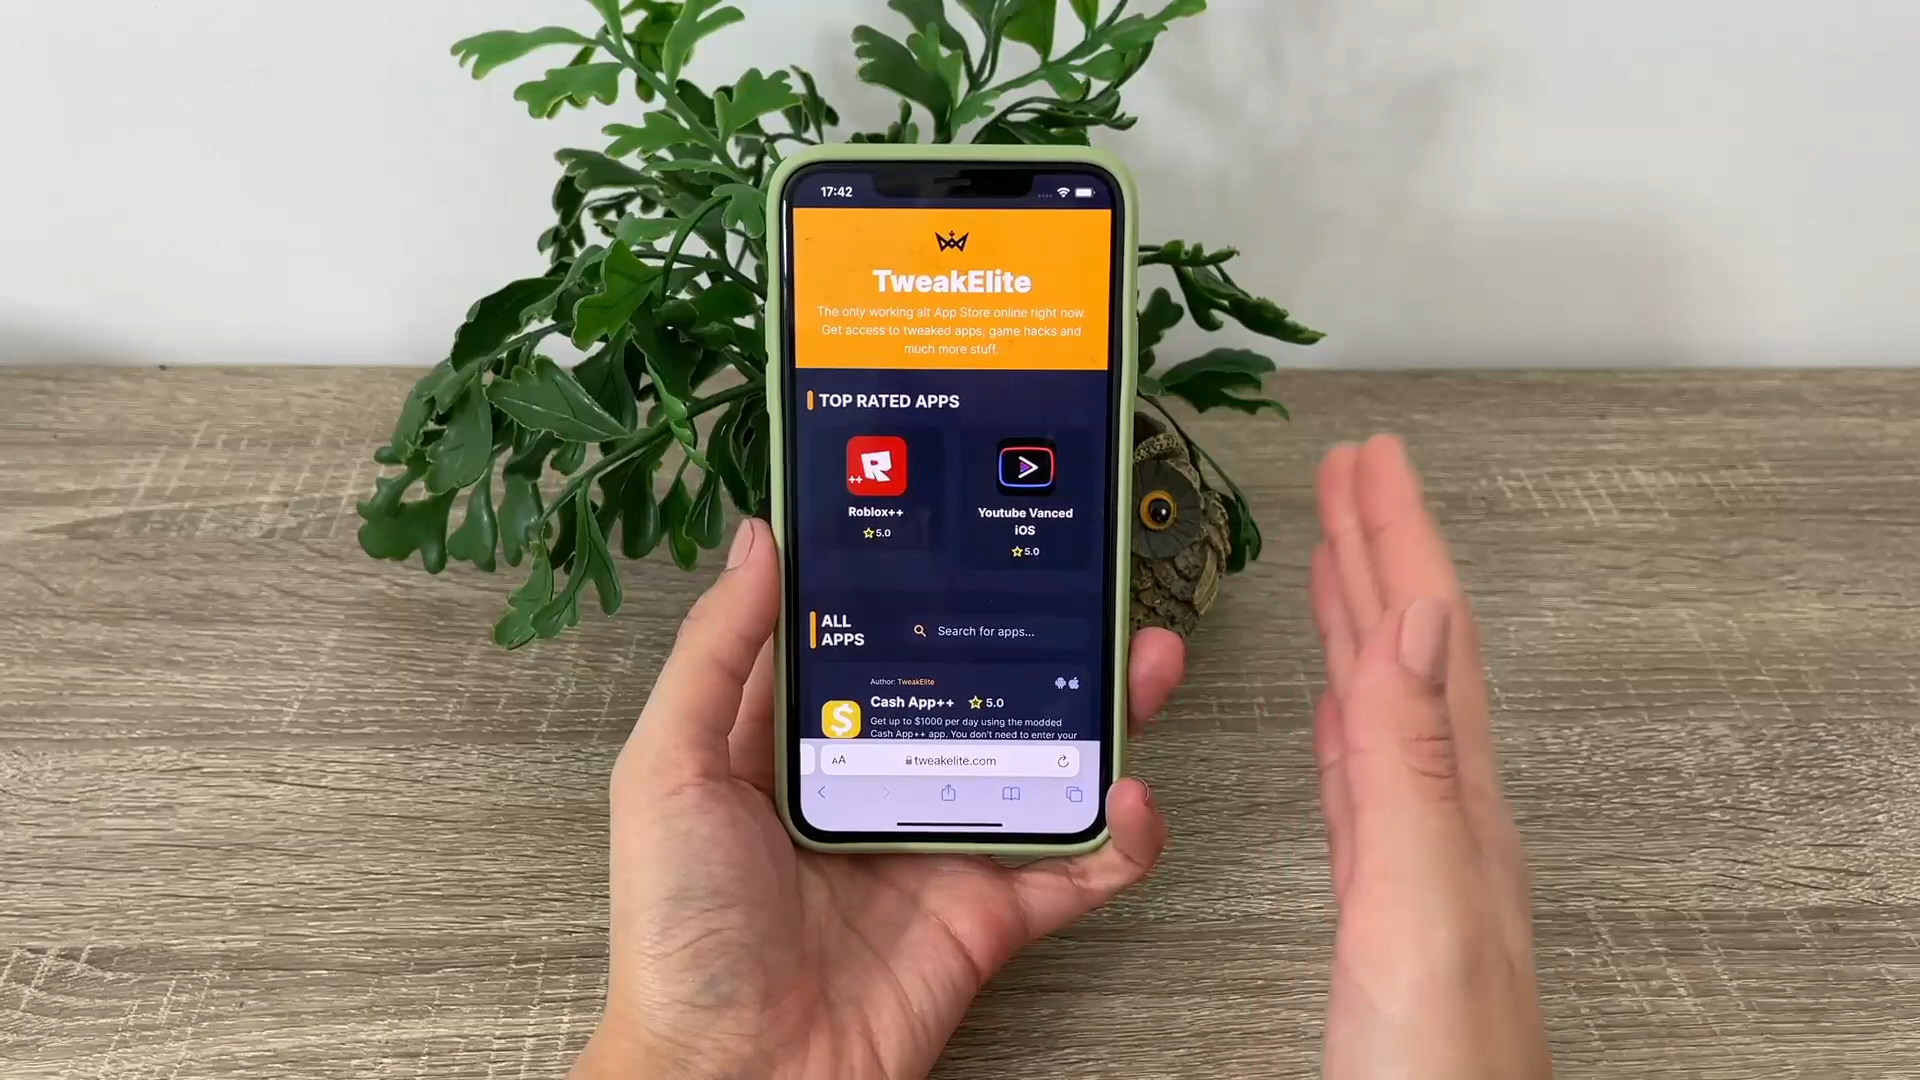 17:42
TweakElite
The only working alt App Store online right now.
Get access to tweaked apps, game hacks and
much more stuff.
TOP RATED APPS
++ R
Roblox++
5.0
Youtube Vanced
iOS
5.0
ALL
APPS
Search for apps...
Author: TweakElite
Cash App++ 5.0
$
Get up to $1000 per day using the modded
Cash App++ app. You don't need to enter your
AA
tweakelite.com